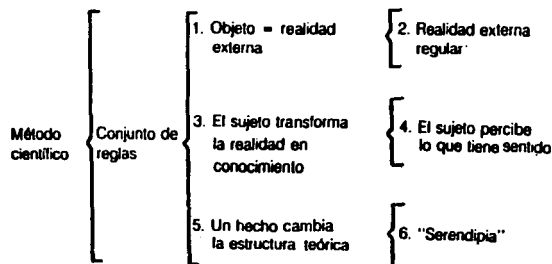 Método
científico
Conjunto de
reglas
1. Objeto = realidad
externa
2. Realidad externa
regular
3. El sujeto transforma
la realidad en
conocimiento
4. El sujeto percibe
lo que tiene sentido
5. Un hecho cambia
la estructura teórica
6. "Serendipia"